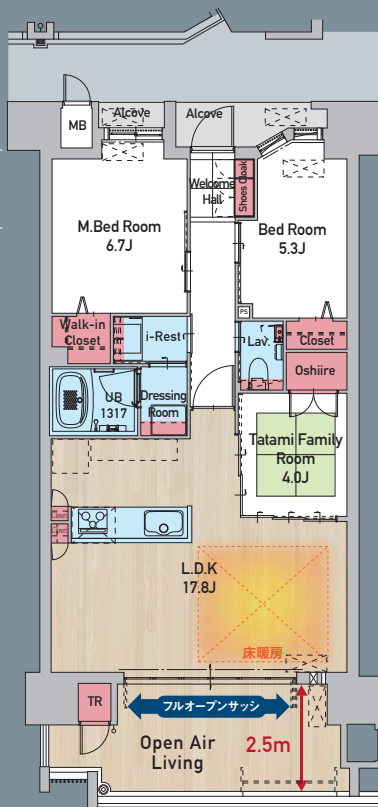 Alcove
Alcove
MB
Welcome
Hall
Shoes Cloak
M.Bed Room
6.7J
Bed Room
5.3J
PS
Walk-in
Closet
i-Rest
Lav.
Closet
Oshiire
UB
1317
Dressing
Room
Tatami Family
Room
4.0J
Closet
Closet
L.D.K
17.8J
床暖房
TR
フルオープンサッシ
Open Air
Living
2.5m